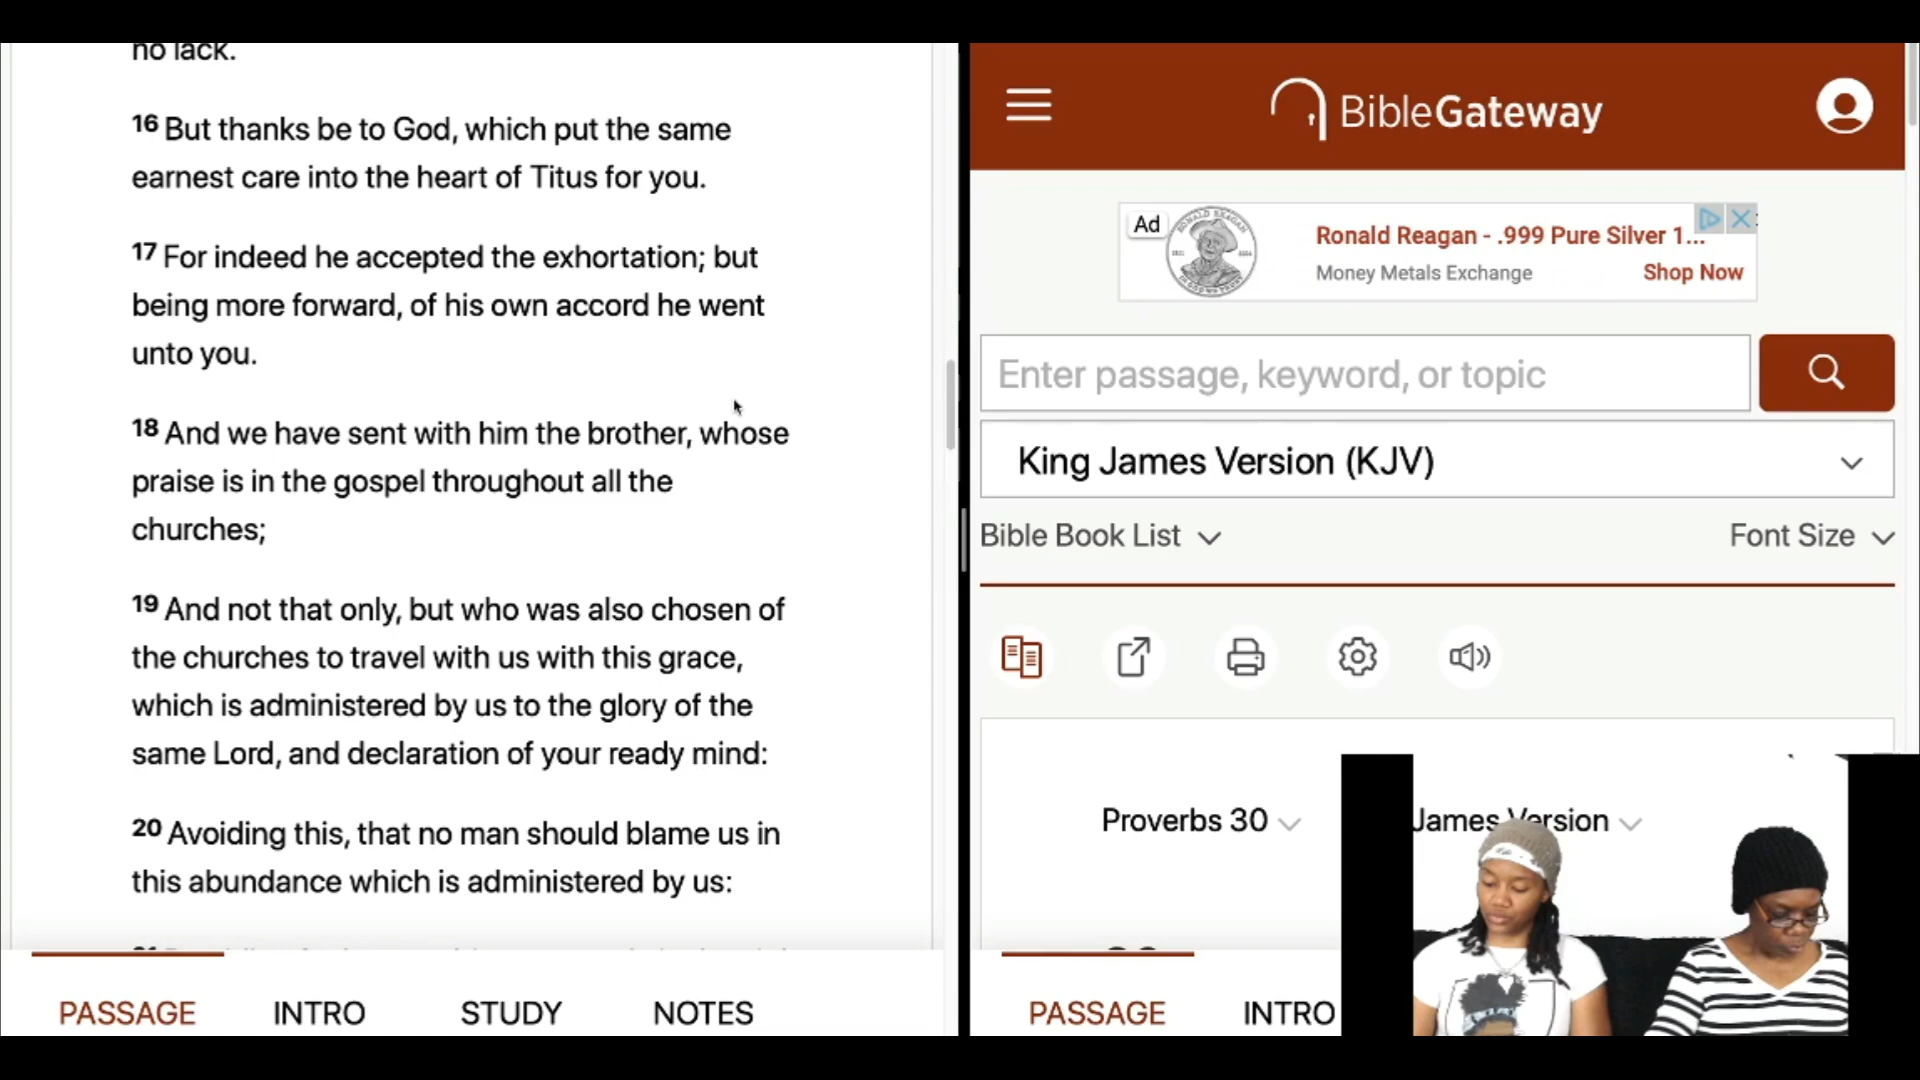 no lack.
16 But thanks be to God, which put the same
earnest care into the heart of Titus for you.
17 For indeed he accepted the exhortation; but
being more forward, of his own accord he went
unto you.
18 And we have sent with him the brother, whose
praise is in the gospel throughout all the
churches;
19 And not that only, but who was also chosen of
the churches to travel with us with this grace,
which is administered by us to the glory of the
same Lord, and declaration of your ready mind:
20 Avoiding this, that no man should blame us in
this abundance which is administered by us:
PASSAGE INTRO STUDY NOTES
BibleGateway
Ad
Ronald Reagan - .999 Pure Silver 1...
Money Metals Exchange Shop Now
Enter passage, keyword, or topic
King James Version (KJV)
Bible Book List Font Size
Proverbs 30 James Version
PASSAGE INTRO